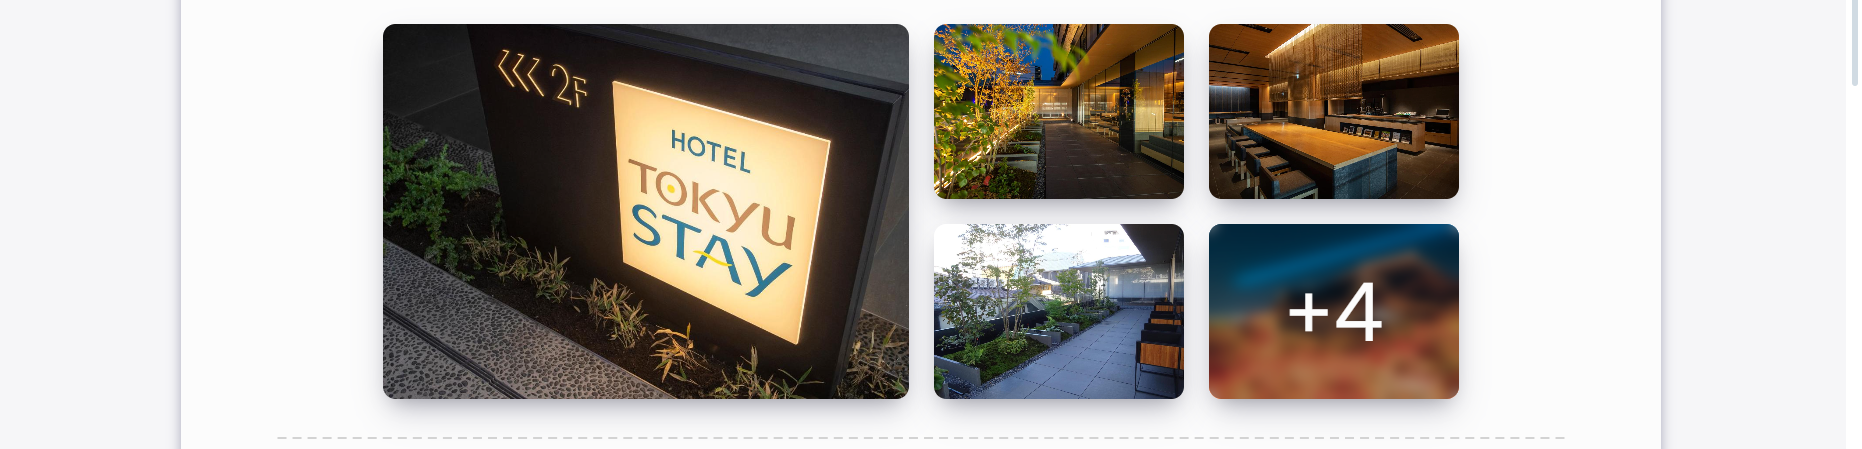 <<< 2F
HOTEL
TOKYU
STAY
+4